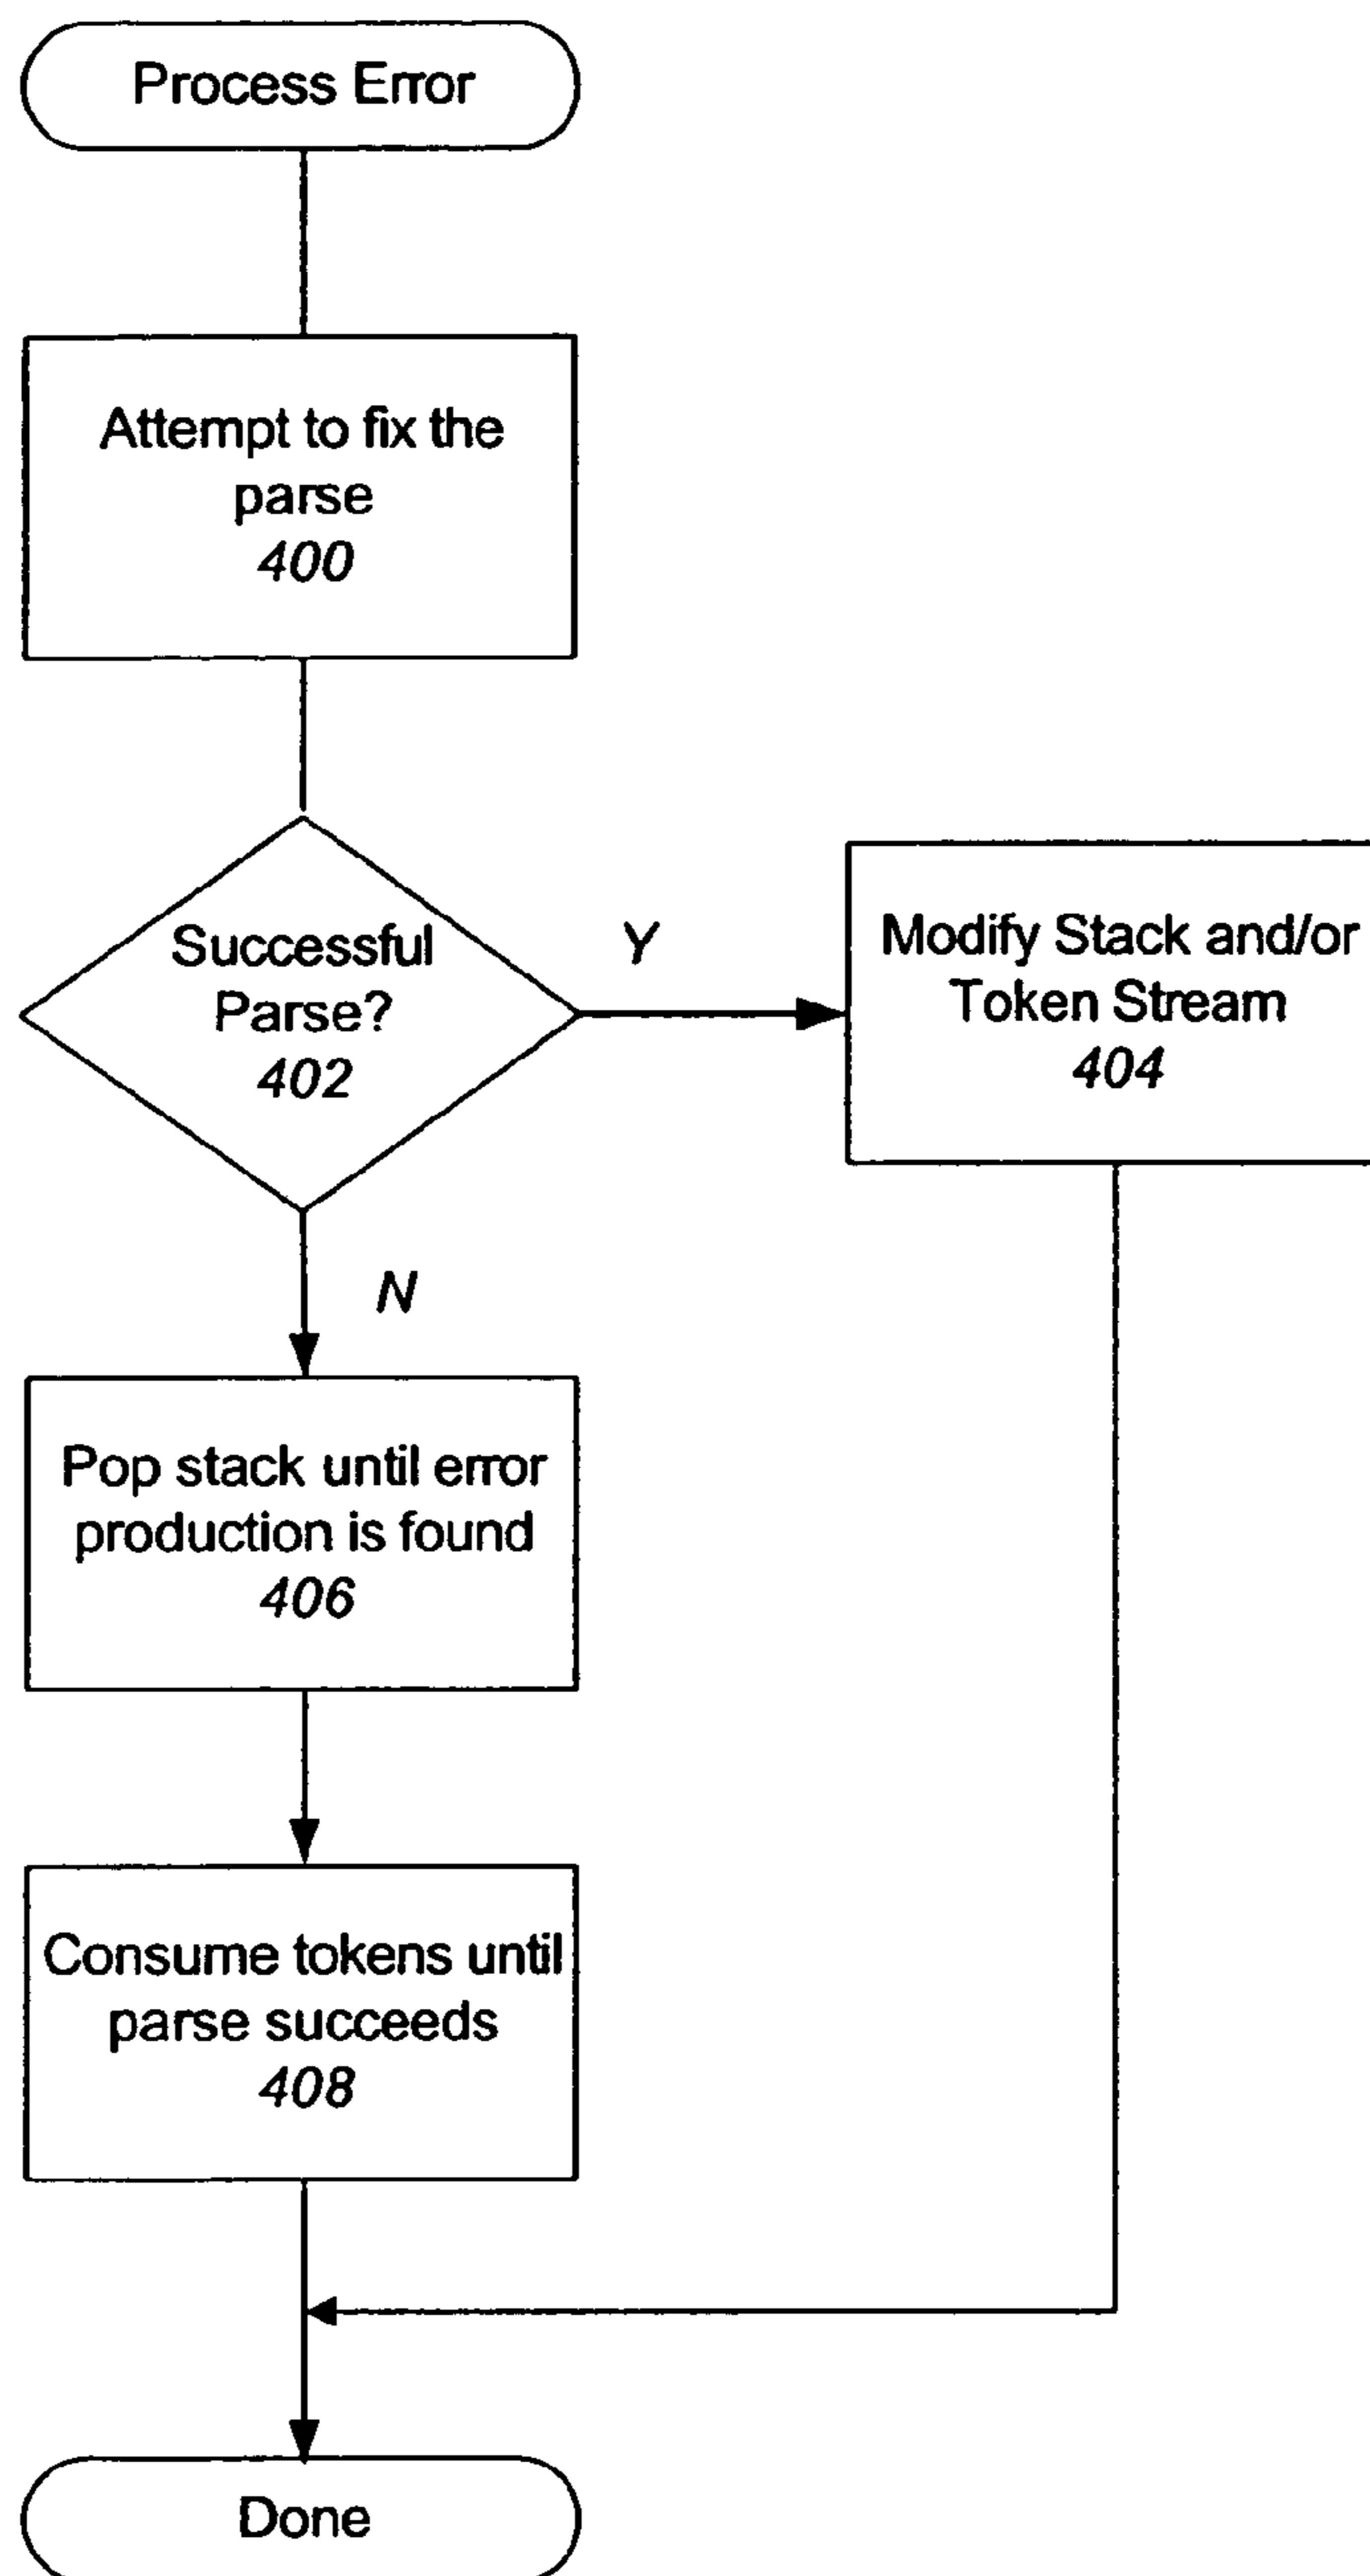 Process Error
Attempt to fix the
parse
400
Successful
Parse?
402
Y
Modify Stack and/or
Token Stream
404
N
Pop stack until error
production is found
406
Consume tokens until
parse succeeds
408
Done